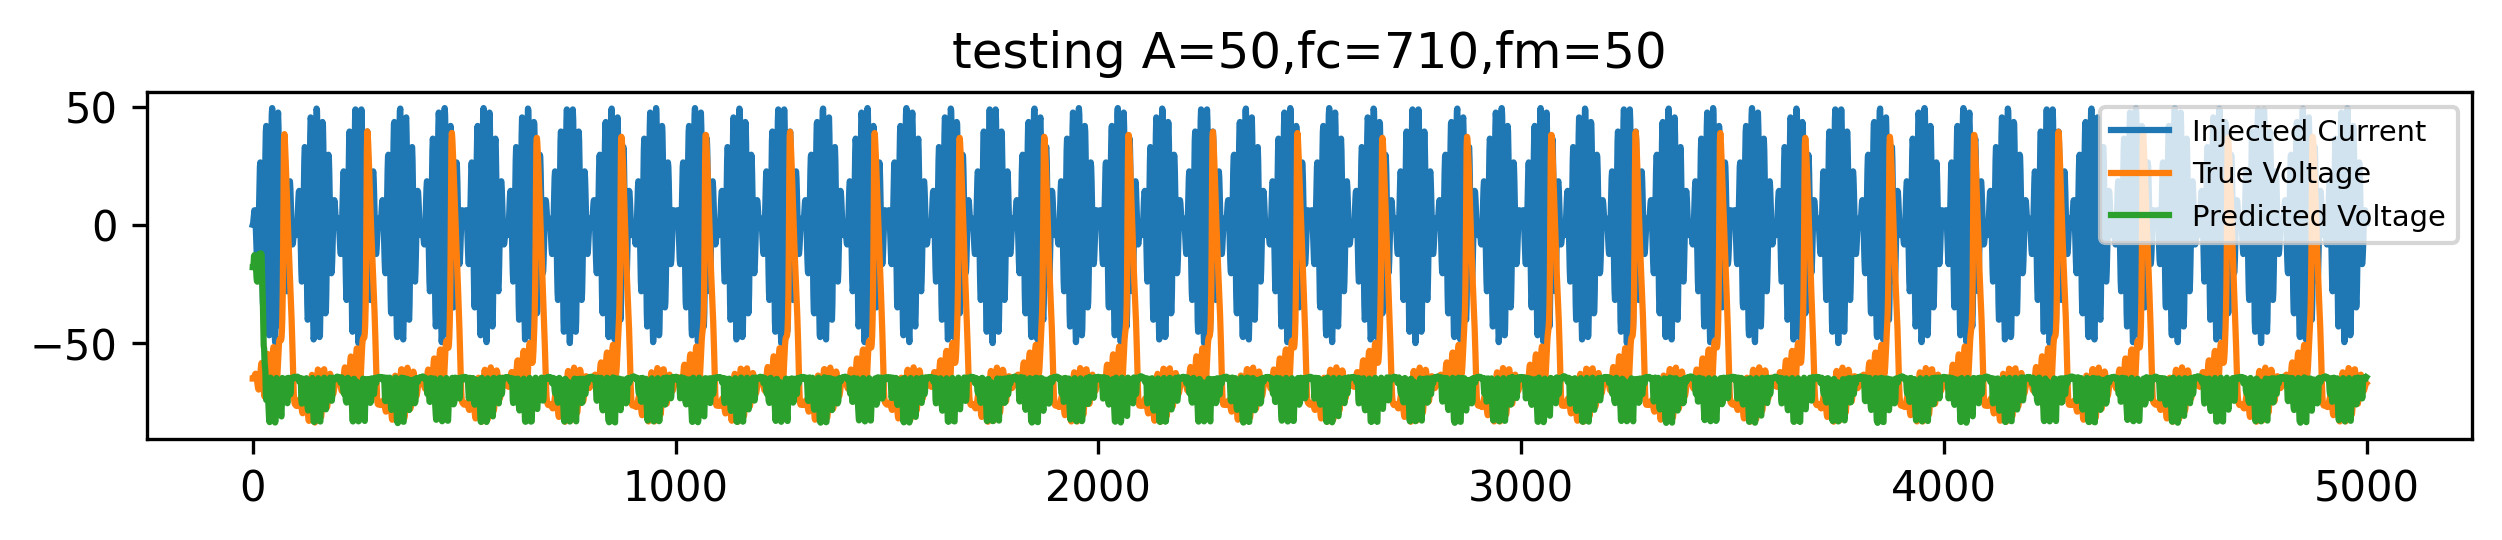 testing A=50,fc=710,fm=50
50
0
−50
Injected Current
True Voltage
Predicted Voltage
0 1000 2000 3000 4000 5000